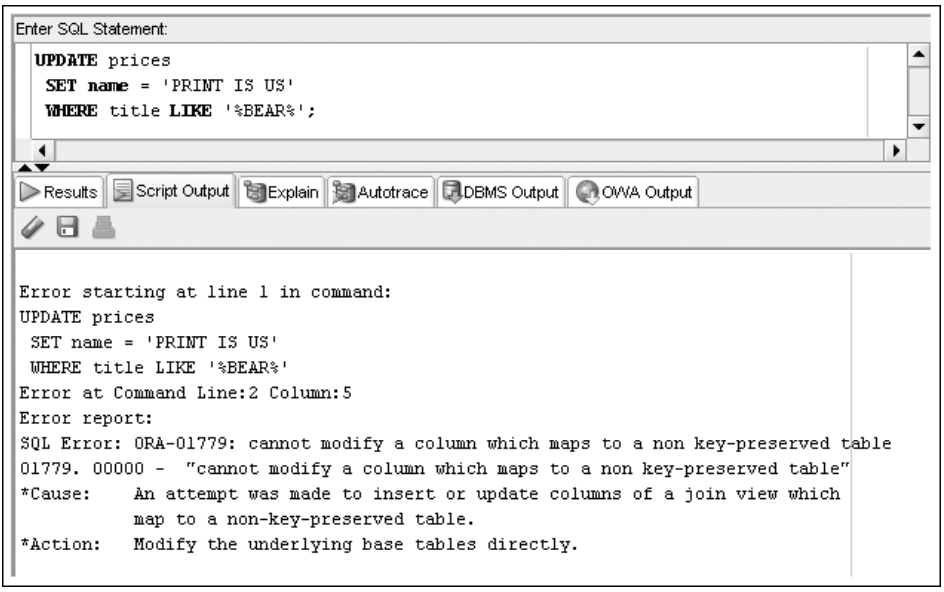 Enter SQL Statement:
UPDATE prices
SET name = 'PRINT IS US'
WHERE title LIKE '%BEAR%';
Results Script Output Explain Autotrace DBMS Output OWA Output
Error starting at line 1 in command:
UPDATE prices
SET name = 'PRINT IS US'
WHERE title LIKE '%BEAR%'
Error at Command Line:2 Column:5
Error report:
SQL Error: ORA-01779: cannot modify a column which maps to a non key-preserved table
01779. 00000 - "cannot modify a column which maps to a non key-preserved table"
*Cause: An attempt was made to insert or update columns of a join view which
map to a non-key-preserved table.
*Action: Modify the underlying base tables directly.